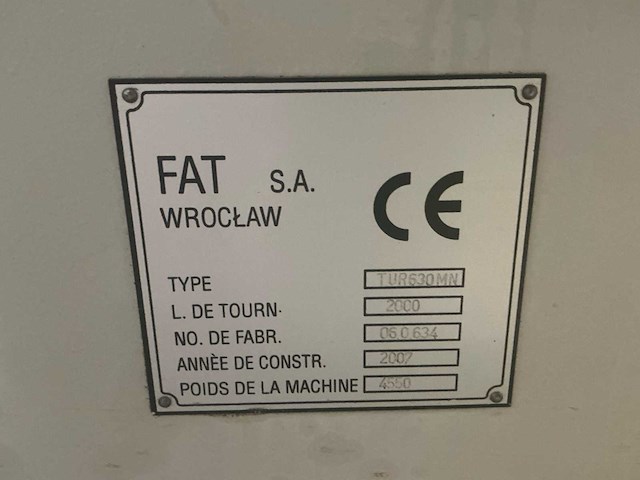 FAT S.A.
WROCŁAW
CE
TYPE TUR630MN
L. DE TOURN. 2000
NO. DE FABR. 06.0.634
ANNÈE DE CONSTR. 2007
POIDS DE LA MACHINE 4550